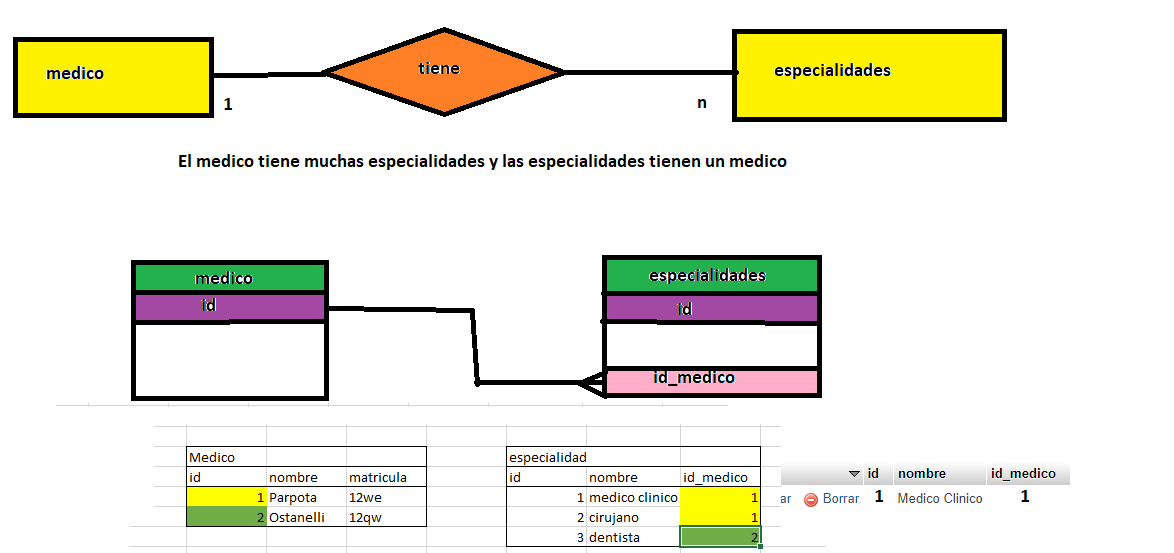 medico
tiene
especialidades
1
n
El medico tiene muchas especialidades y las especialidades tienen un medico
medico
especialidades
id
id
id_medico
Medico
id nombre matricula
1 Parpota 12we
2 Ostanelli 12qw
especialidad
id nombre id_medico
1 medico clinico 1
2 cirujano 1
3 dentista 2
id nombre id_medico
ar Borrar 1 Medico Clinico 1